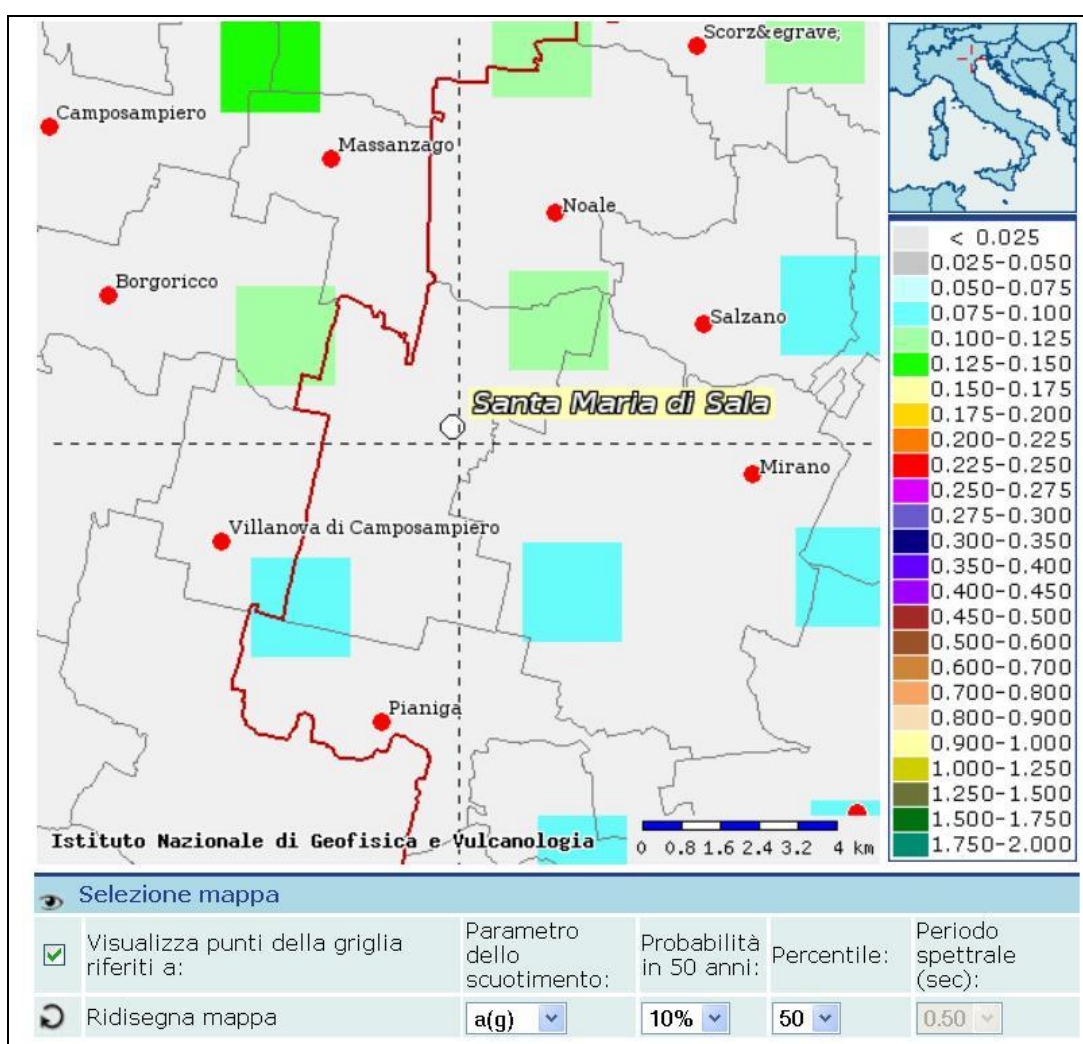 Scorz&egrave;
Camposampiero
Massanzago
Noale
Borgoricco
Salzano
Santa Maria di Sala
Mirano
Villanova di Camposampiero
Pianiga
Istituto Nazionale di Geofisica e Vulcanologia
0 0.8 1.6 2.4 3.2 4 km
< 0.025
0.025-0.050
0.050-0.075
0.075-0.100
0.100-0.125
0.125-0.150
0.150-0.175
0.175-0.200
0.200-0.225
0.225-0.250
0.250-0.275
0.275-0.300
0.300-0.350
0.350-0.400
0.400-0.450
0.450-0.500
0.500-0.600
0.600-0.700
0.700-0.800
0.800-0.900
0.900-1.000
1.000-1.250
1.250-1.500
1.500-1.750
1.750-2.000
Selezione mappa
Visualizza punti della griglia
riferiti a:
Parametro
dello
scuotimento:
Probabilità
in 50 anni:
Percentile:
Periodo
spettrale
(sec):
Ridisegna mappa
a(g)
10%
50
0.50